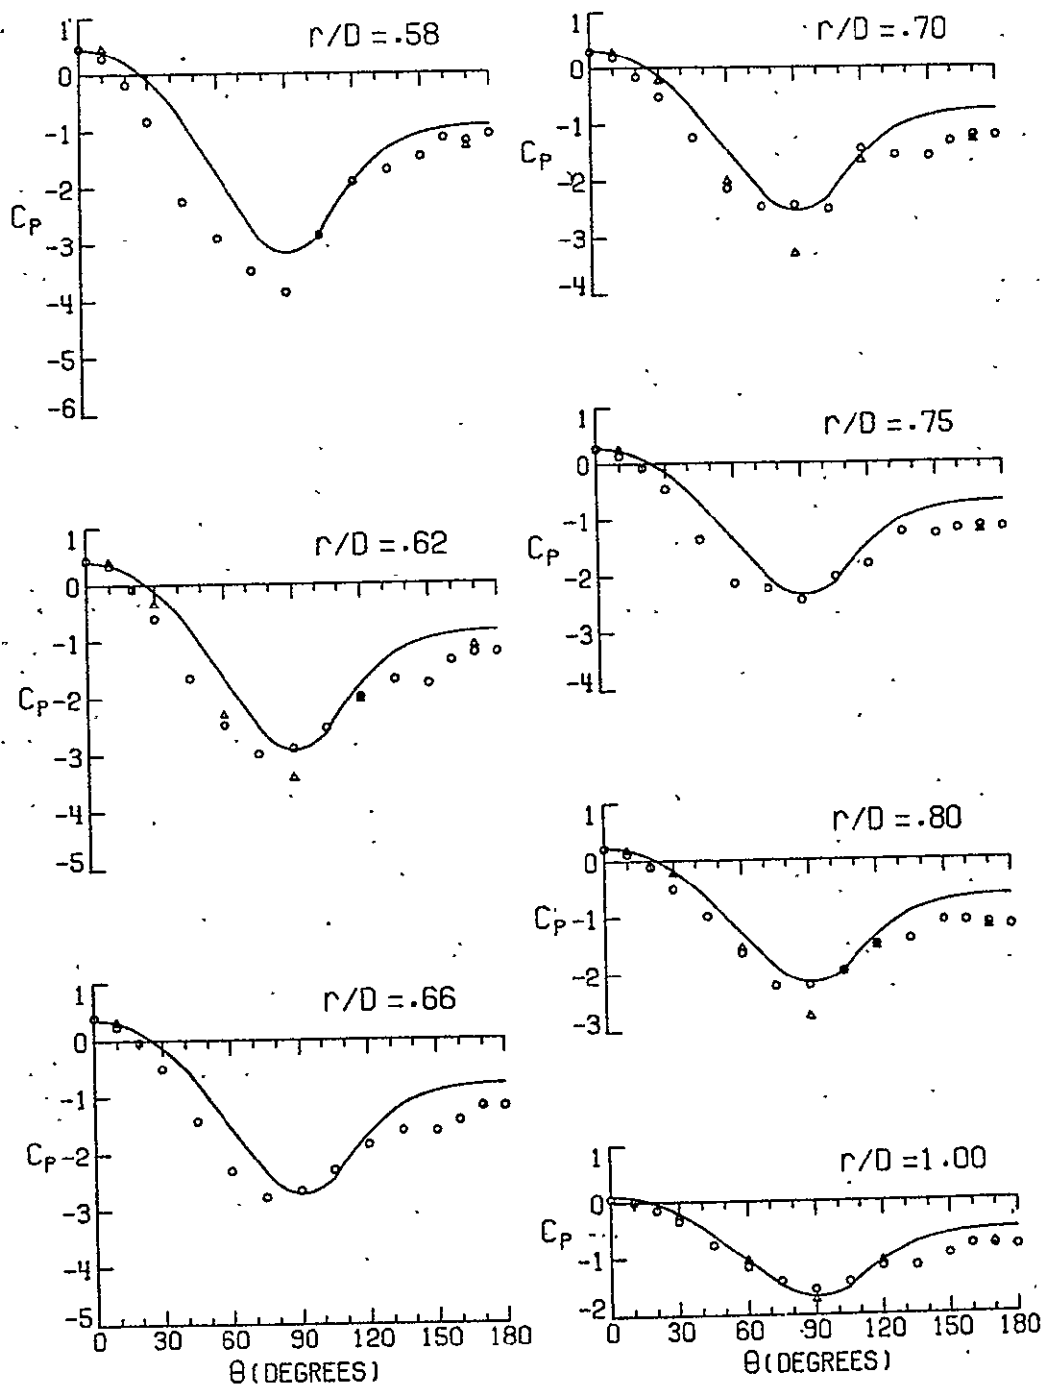 r/D = .58
1
0
-1
-2
-3
-4
-5
-6
CP
r/D = .62
1
0
-1
-2
-3
-4
-5
CP
r/D = .66
1
0
-1
-2
-3
-4
-5
CP
0 30 60 90 120 150 180
θ (DEGREES)
r/D = .70
1
0
-1
-2
-3
-4
CP
r/D = .75
1
0
-1
-2
-3
-4
CP
r/D = .80
1
0
-1
-2
-3
CP
r/D = 1.00
1
0
-1
-2
CP
0 30 60 90 120 150 180
θ (DEGREES)